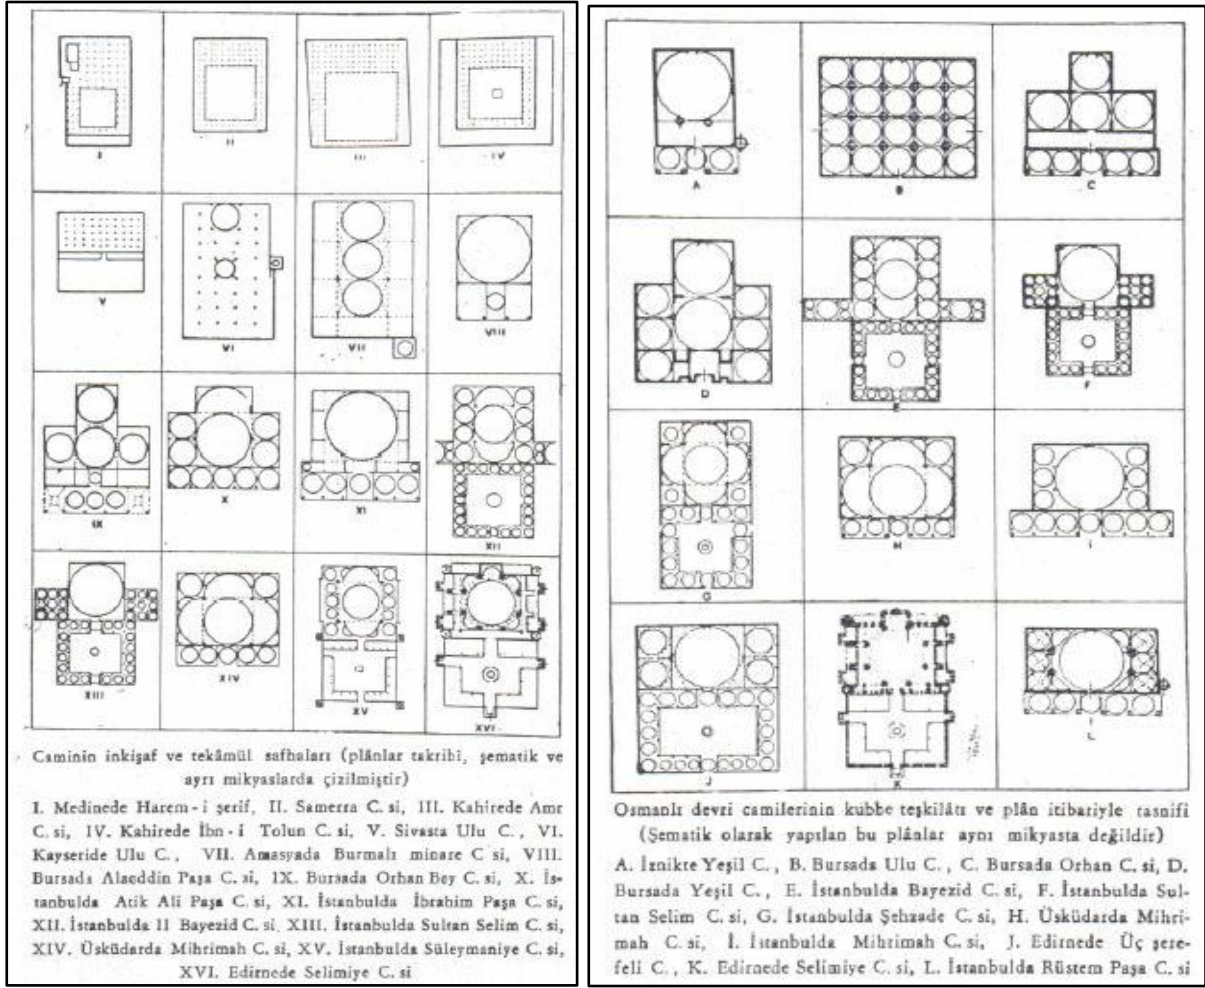 I
II
III
IV
V
VI
VII
VIII
IX
X
XI
XII
XIII
XIV
XV
XVI
Caminin inkişaf ve tekâmül safhaları (plânlar takribî, şematik ve
ayrı mikyaslarda çizilmiştir)
I. Medinede Harem-i şerif, II. Samerra C. si, III. Kahirede Amr
C. si, IV. Kahirede İbn-i Tolun C. si, V. Sivasta Ulu C., VI.
Kayseride Ulu C., VII. Amasyada Burmalı minare C si, VIII.
Bursada Alaeddin Paşa C. si, IX. Bursada Orhan Bey C. si, X. İs-
tanbulda Atik Ali Paşa C. si, XI. İstanbulda İbrahim Paşa C. si,
XII. İstanbulda II Bayezid C. si. XIII. İstanbulda Sultan Selim C. si,
XIV. Üsküdarda Mihrimah C. si, XV. İstanbulda Süleymaniye C. si,
XVI. Edirnede Selimiye C. si
A
B
C
D
E
F
G
H
İ
J
K
L
Osmanlı devri camilerinin kubbe teşkilâtı ve plân itibariyle tasnifi
(Şematik olarak yapılan bu plânlar aynı mikyasta değildir)
A. İznikte Yeşil C., B. Bursada Ulu C., C. Bursada Orhan C. si, D.
Bursada Yeşil C., E. İstanbulda Bayezid C. si, F. İstanbulda Sul-
tan Selim C. si, G. İstanbulda Şehzade C. si, H. Üsküdarda Mihri-
mah C. si, İ. İstanbulda Mihrimah C. si, J. Edirnede Üç şere-
feli C., K. Edirnede Selimiye C. si, L. İstanbulda Rüstem Paşa C. si